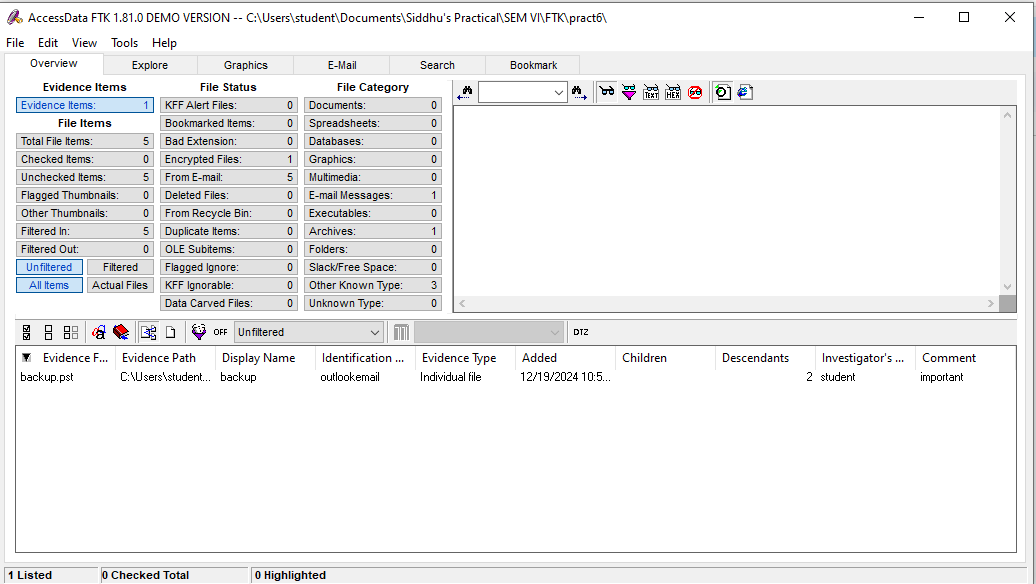 AccessData FTK 1.81.0 DEMO VERSION -- C:\Users\student\Documents\Siddhu's Practical\SEM VI\FTK\pract6\
File Edit View Tools Help
Overview Explore Graphics E-Mail Search Bookmark
Evidence Items File Status File Category
Evidence Items: 1 KFF Alert Files: 0 Documents: 0
File Items Bookmarked Items: 0 Spreadsheets: 0
Total File Items: 5 Bad Extension: 0 Databases: 0
Checked Items: 0 Encrypted Files: 1 Graphics: 0
Unchecked Items: 5 From E-mail: 5 Multimedia: 0
Flagged Thumbnails: 0 Deleted Files: 0 E-mail Messages: 1
Other Thumbnails: 0 From Recycle Bin: 0 Executables: 0
Filtered In: 5 Duplicate Items: 0 Archives: 1
Filtered Out: 0 OLE Subitems: 0 Folders: 0
Unfiltered Filtered Flagged Ignore: 0 Slack/Free Space: 0
All Items Actual Files KFF Ignorable: 0 Other Known Type: 3
Data Carved Files: 0 Unknown Type: 0
TEXT HEX
OFF Unfiltered DTZ
Evidence F... Evidence Path Display Name Identification ... Evidence Type Added Children Descendants Investigator's ... Comment
backup.pst C:\Users\student... backup outlookemail Individual file 12/19/2024 10:5... 2 student important
1 Listed 0 Checked Total 0 Highlighted